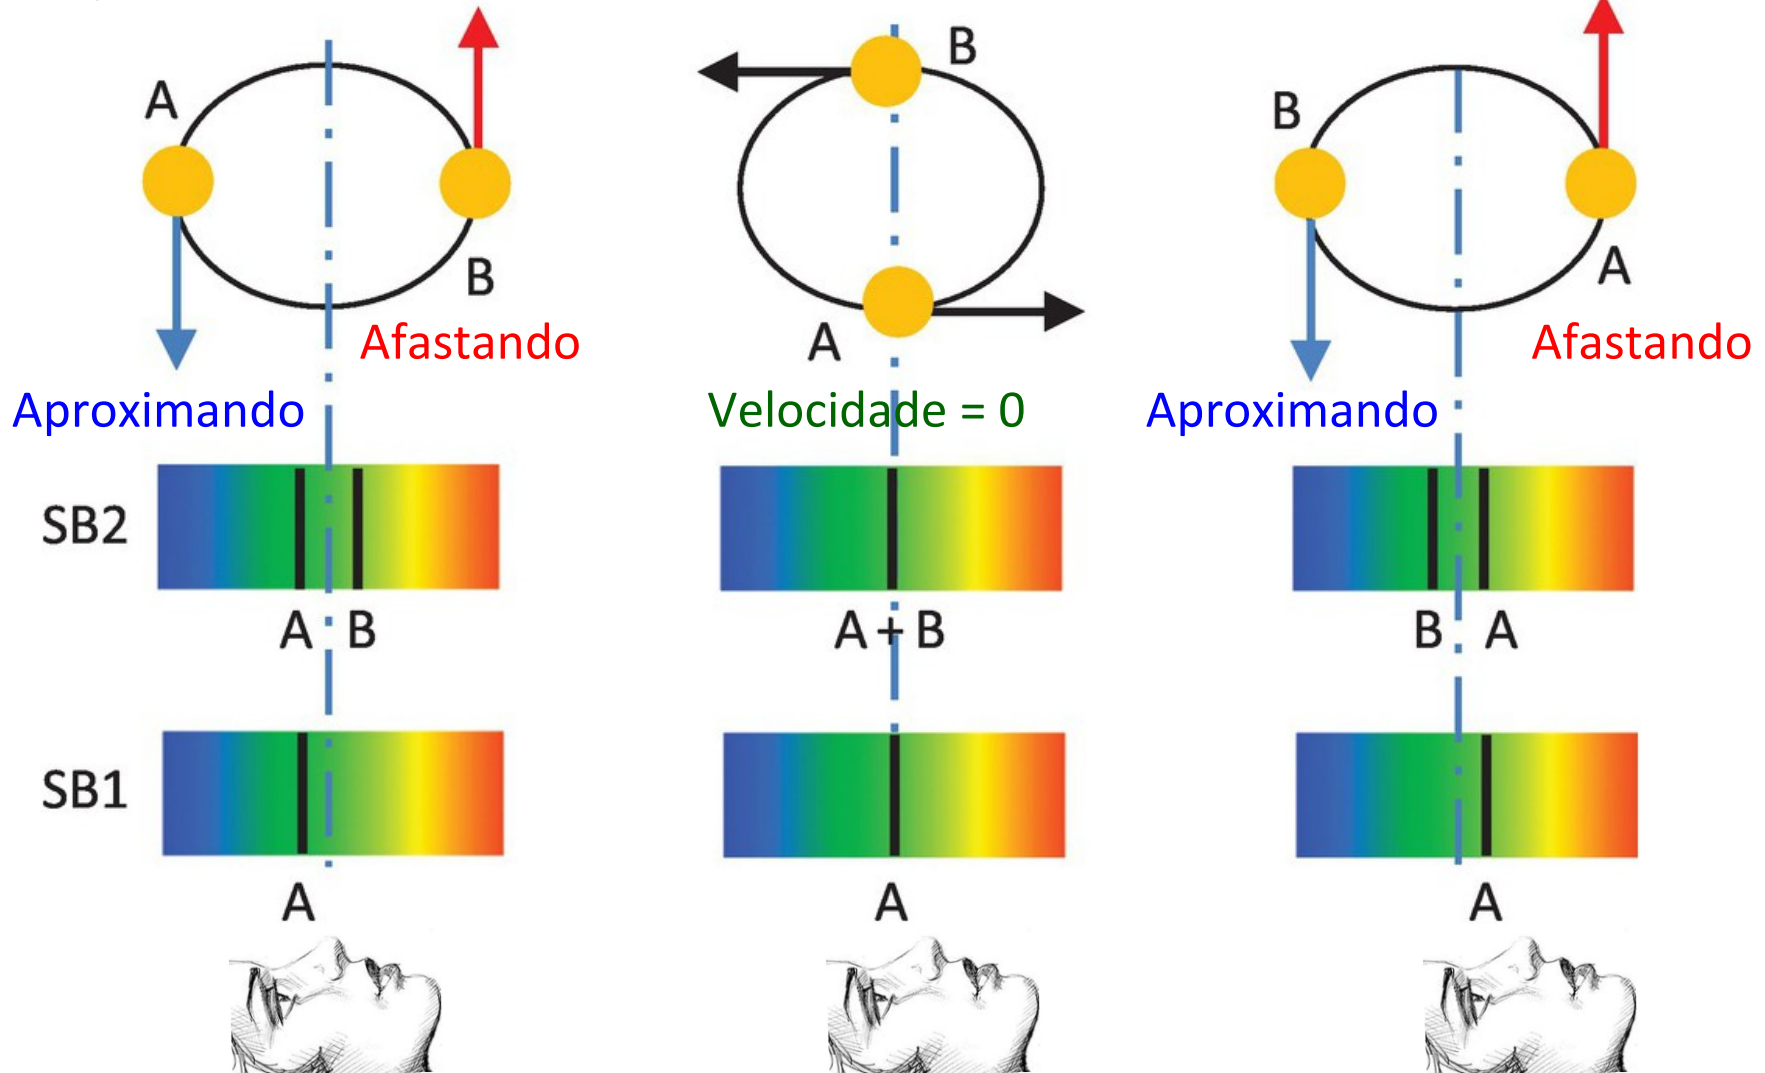 A
B
Afastando
Aproximando
B
A
Velocidade = 0
B
A
Afastando
Aproximando
SB2
A B
A + B
B A
SB1
A
A
A